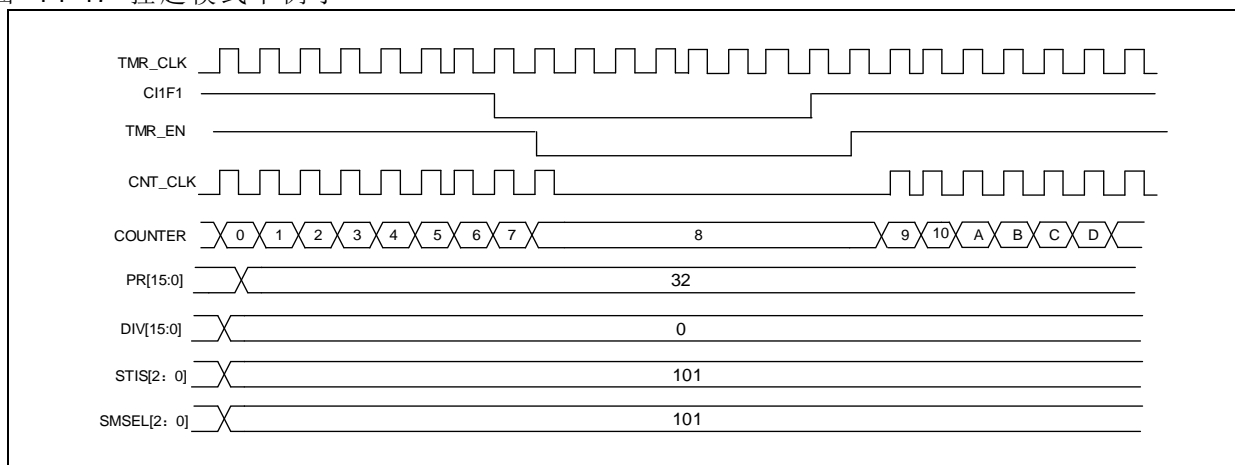 TMR_CLK
CI1F1
TMR_EN
CNT_CLK
COUNTER 0 1 2 3 4 5 6 7 8 9 10 A B C D
PR[15:0] 32
DIV[15:0] 0
STIS[2：0] 101
SMSEL[2：0] 101